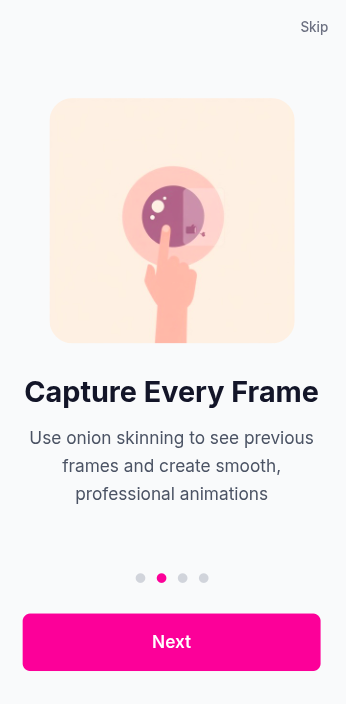 Skip
Capture Every Frame
Use onion skinning to see previous
frames and create smooth,
professional animations
Next